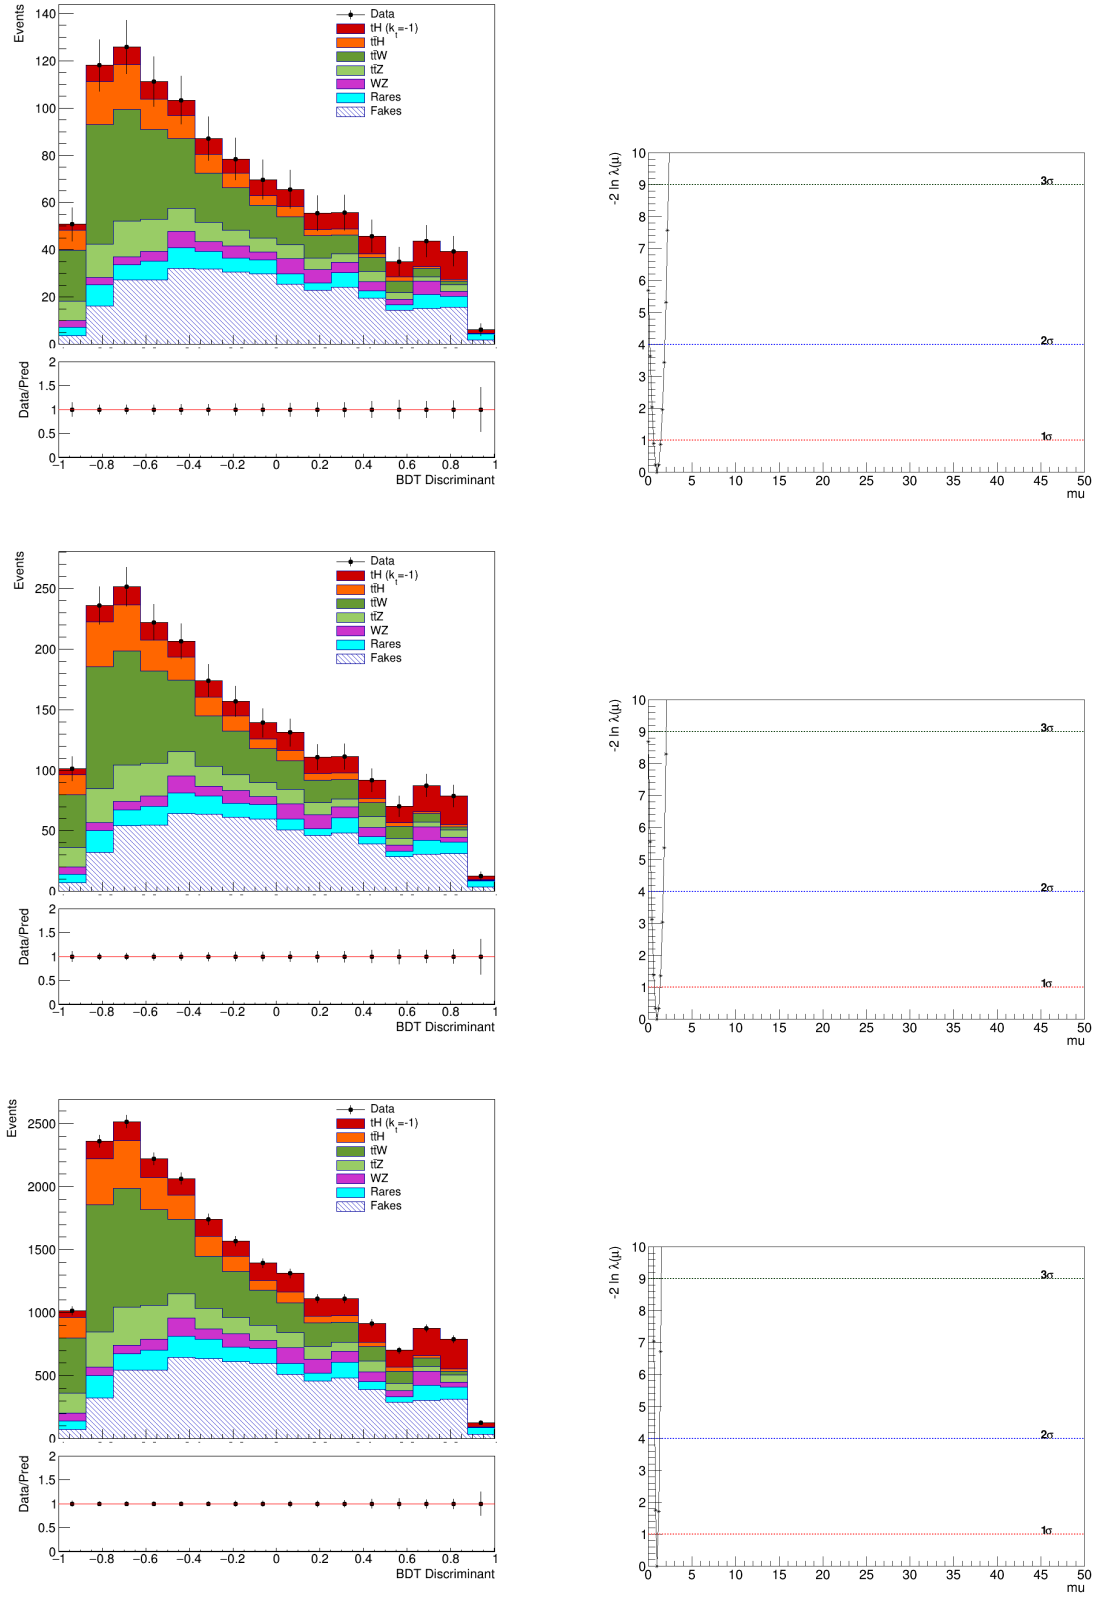 Events
140
120
100
80
60
40
20
0
Data
tH (k_t=-1)
tt̄H
tt̄W
tt̄Z
WZ
Rares
Fakes
Data/Pred
2
1.5
1
0.5
0
−1 −0.8 −0.6 −0.4 −0.2 0 0.2 0.4 0.6 0.8 1
BDT Discriminant
-2 ln λ(μ)
10
9
8
7
6
5
4
3
2
1
0
3σ
2σ
1σ
0 5 10 15 20 25 30 35 40 45 50
mu
Events
250
200
150
100
50
0
Data
tH (k_t=-1)
tt̄H
tt̄W
tt̄Z
WZ
Rares
Fakes
Data/Pred
2
1.5
1
0.5
0
−1 −0.8 −0.6 −0.4 −0.2 0 0.2 0.4 0.6 0.8 1
BDT Discriminant
-2 ln λ(μ)
10
9
8
7
6
5
4
3
2
1
0
3σ
2σ
1σ
0 5 10 15 20 25 30 35 40 45 50
mu
Events
2500
2000
1500
1000
500
0
Data
tH (k_t=-1)
tt̄H
tt̄W
tt̄Z
WZ
Rares
Fakes
Data/Pred
2
1.5
1
0.5
0
−1 −0.8 −0.6 −0.4 −0.2 0 0.2 0.4 0.6 0.8 1
BDT Discriminant
-2 ln λ(μ)
10
9
8
7
6
5
4
3
2
1
0
3σ
2σ
1σ
0 5 10 15 20 25 30 35 40 45 50
mu